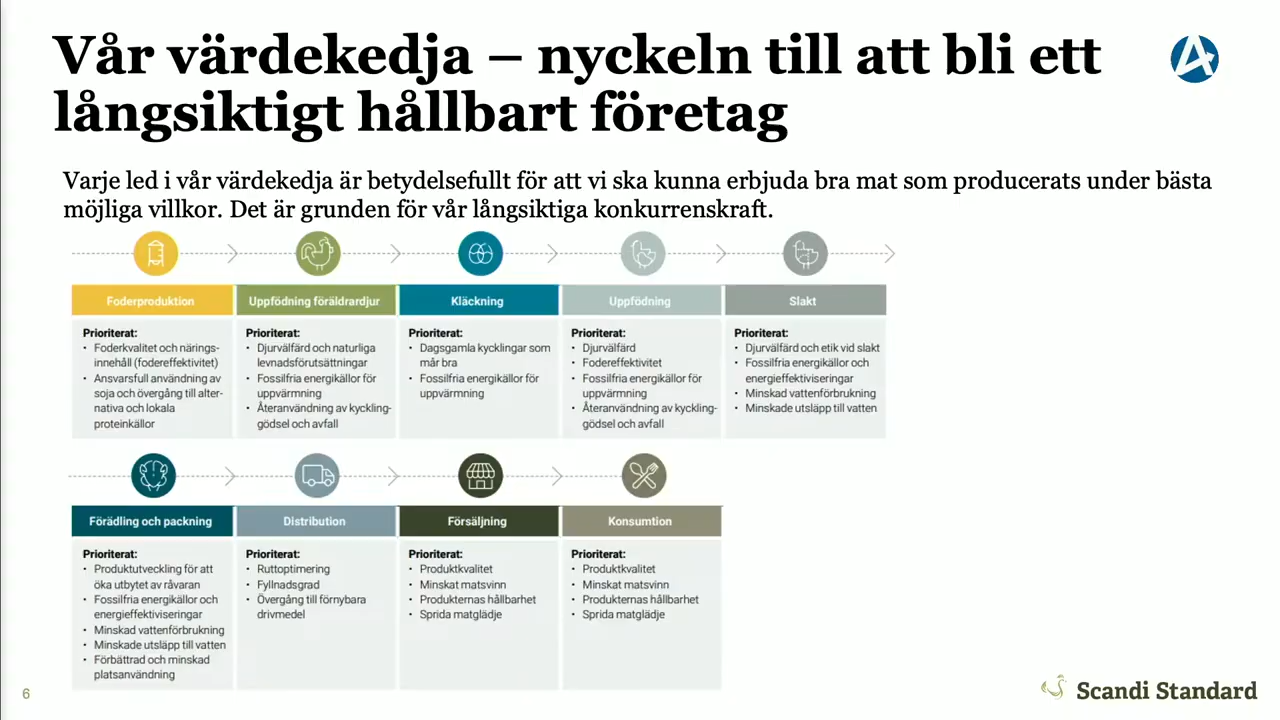 Vår värdekedja – nyckeln till att bli ett
långsiktigt hållbart företag
Varje led i vår värdekedja är betydelsefullt för att vi ska kunna erbjuda bra mat som producerats under bästa
möjliga villkor. Det är grunden för vår långsiktiga konkurrenskraft.
Foderproduktion
Prioriterat:
• Foderkvalitet och närings-
innehåll (fodereffektivitet)
• Ansvarsfull användning av
soja och övergång till alter-
nativa och lokala
proteinkällor
Uppfödning föräldrardjur
Prioriterat:
• Djurvälfärd och naturliga
levnadsförutsättningar
• Fossilfria energikällor för
uppvärmning
• Återanvändning av kyckling-
gödsel och avfall
Kläckning
Prioriterat:
• Dagsgamla kycklingar som
mår bra
• Fossilfria energikällor för
uppvärmning
Uppfödning
Prioriterat:
• Djurvälfärd
• Fodereffektivitet
• Fossilfria energikällor för
uppvärmning
• Återanvändning av kyckling-
gödsel och avfall
Slakt
Prioriterat:
• Djurvälfärd och etik vid slakt
• Fossilfria energikällor och
energieffektiviseringar
• Minskad vattenförbrukning
• Minskade utsläpp till vatten
Förädling och packning
Prioriterat:
• Produktutveckling för att
öka utbytet av råvaran
• Fossilfria energikällor och
energieffektiviseringar
• Minskad vattenförbrukning
• Minskade utsläpp till vatten
• Förbättrad och minskad
platsanvändning
Distribution
Prioriterat:
• Ruttoptimering
• Fyllnadsgrad
• Övergång till förnybara
drivmedel
Försäljning
Prioriterat:
• Produktkvalitet
• Minskat matsvinn
• Produkternas hållbarhet
• Sprida matglädje
Konsumtion
Prioriterat:
• Produktkvalitet
• Minskat matsvinn
• Produkternas hållbarhet
• Sprida matglädje
6
Scandi Standard